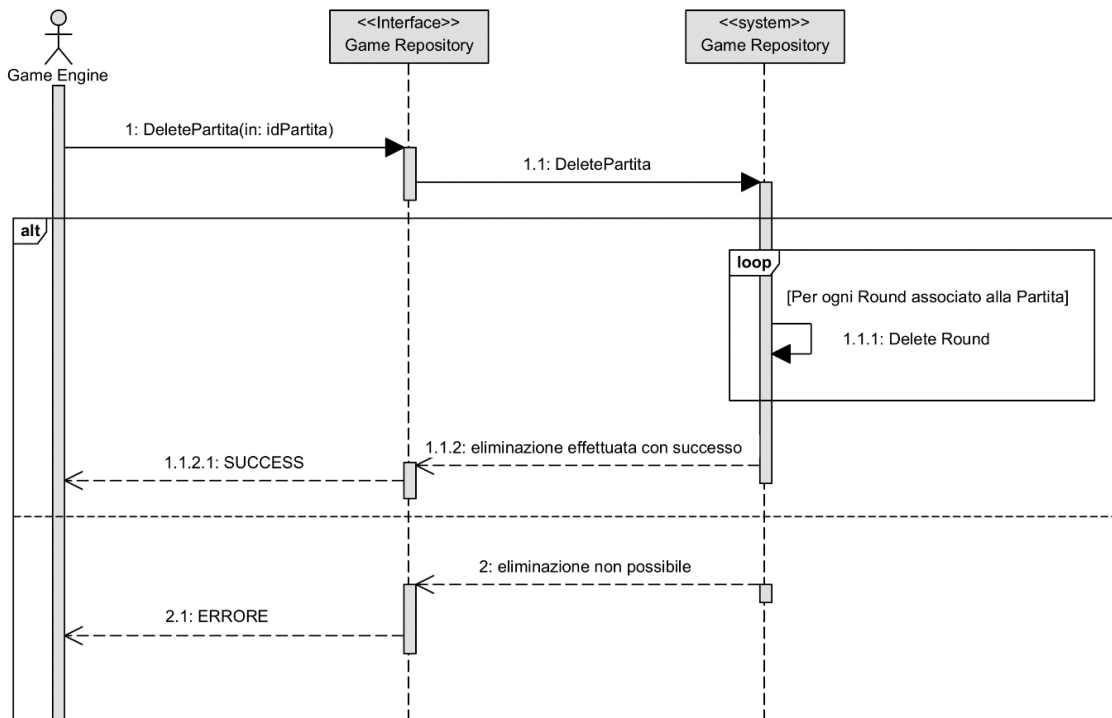 <<Interface>>
Game Repository
<<system>>
Game Repository
Game Engine
1: DeletePartita(in: idPartita)
1.1: DeletePartita
alt
loop
[Per ogni Round associato alla Partita]
1.1.1: Delete Round
1.1.2: eliminazione effettuata con successo
1.1.2.1: SUCCESS
2: eliminazione non possibile
2.1: ERRORE